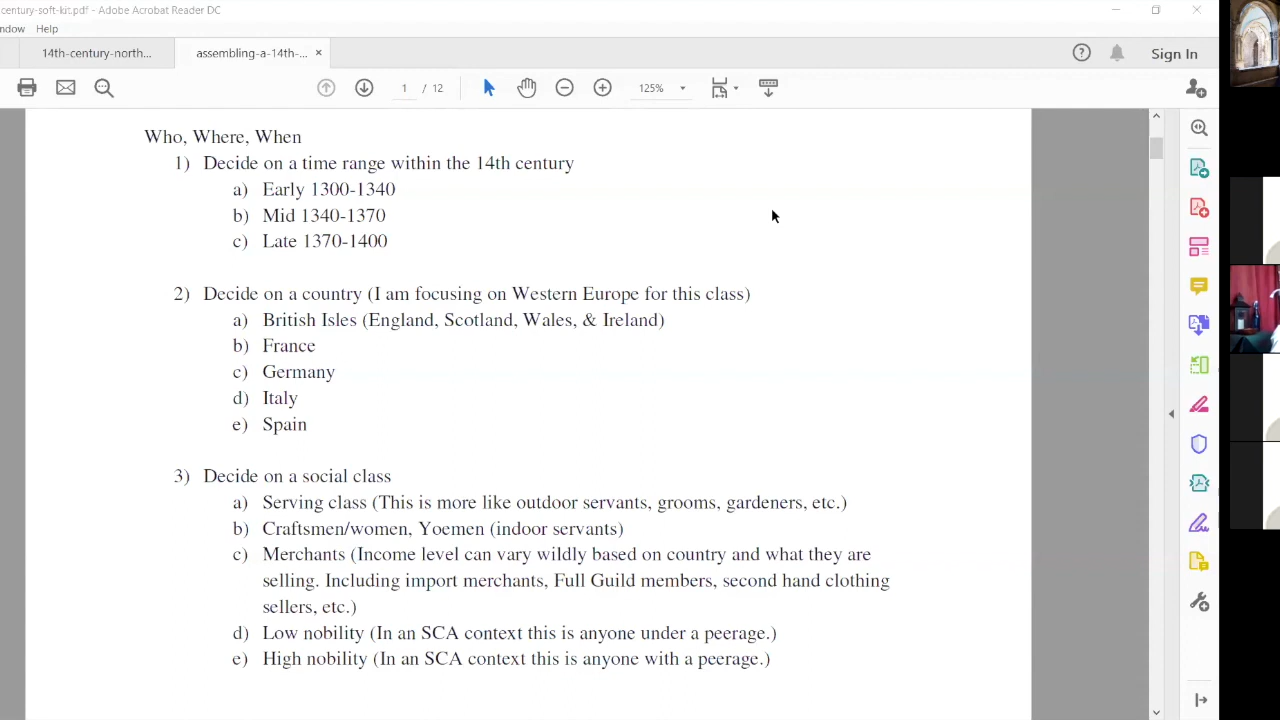 century-soft-kit.pdf - Adobe Acrobat Reader DC
ndow Help
14th-century-north...
assembling-a-14th-...
Sign In
1 / 12
125%
Who, Where, When
1) Decide on a time range within the 14th century
a) Early 1300-1340
b) Mid 1340-1370
c) Late 1370-1400
2) Decide on a country (I am focusing on Western Europe for this class)
a) British Isles (England, Scotland, Wales, & Ireland)
b) France
c) Germany
d) Italy
e) Spain
3) Decide on a social class
a) Serving class (This is more like outdoor servants, grooms, gardeners, etc.)
b) Craftsmen/women, Yoemen (indoor servants)
c) Merchants (Income level can vary wildly based on country and what they are
selling. Including import merchants, Full Guild members, second hand clothing
sellers, etc.)
d) Low nobility (In an SCA context this is anyone under a peerage.)
e) High nobility (In an SCA context this is anyone with a peerage.)